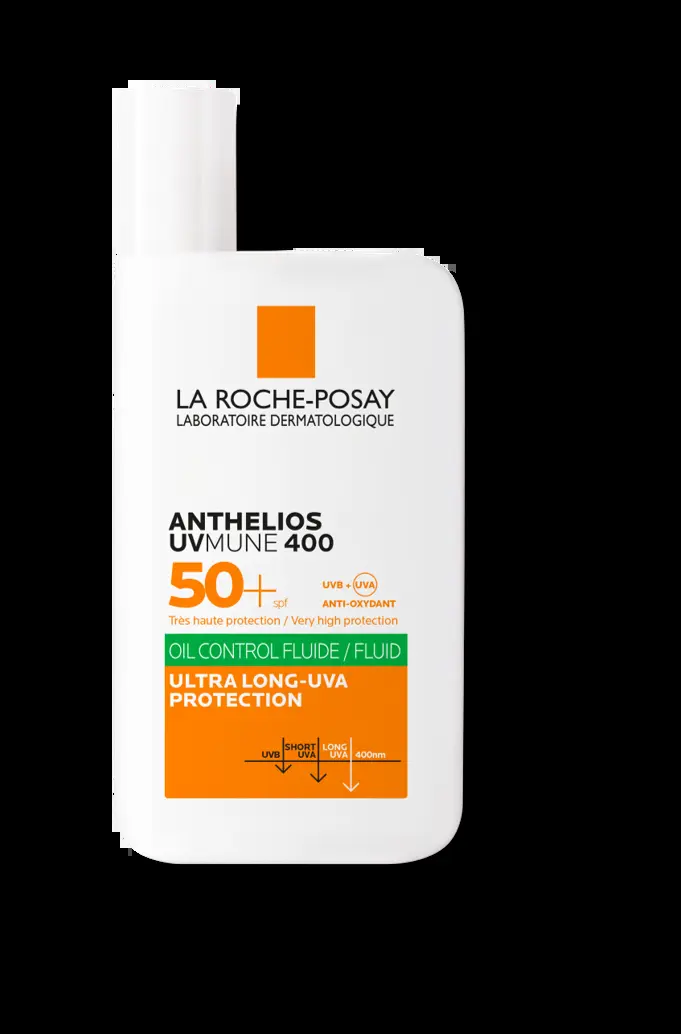 LA ROCHE-POSAY
LABORATOIRE DERMATOLOGIQUE
ANTHELIOS
UVMUNE 400
50+ spf
UVB + UVA
ANTI-OXYDANT
Très haute protection / Very high protection
OIL CONTROL FLUIDE / FLUID
ULTRA LONG-UVA
PROTECTION
UVB SHORT UVA LONG UVA 400nm